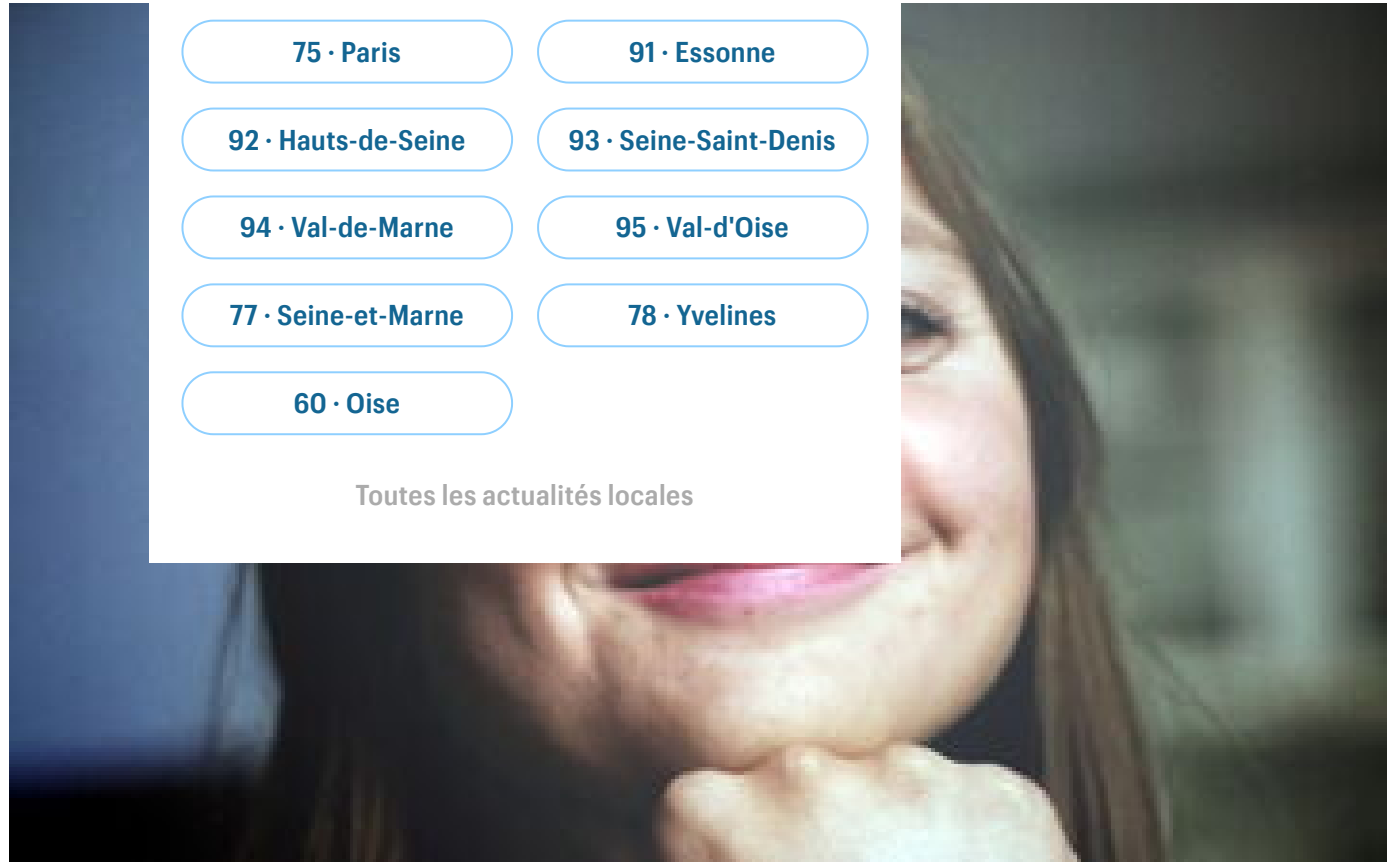 75 · Paris
91 · Essonne
92 · Hauts-de-Seine
93 · Seine-Saint-Denis
94 · Val-de-Marne
95 · Val-d'Oise
77 · Seine-et-Marne
78 · Yvelines
60 · Oise
Toutes les actualités locales